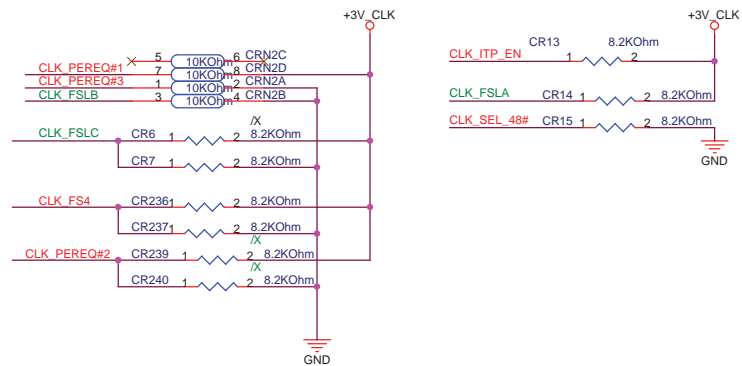 +3V_CLK
5 10KOhm 6 CRN2C
CLK_PEREQ#1 7 10KOhm 8 CRN2D
CLK_PEREQ#3 1 10KOhm 2 CRN2A
CLK_FSLB 3 10KOhm 4 CRN2B
/X
CLK_FSLC CR6 1 2 8.2KOhm
CR7 1 2 8.2KOhm
CLK_FS4 CR236 1 2 8.2KOhm
CR237 1 2 8.2KOhm
/X
CLK_PEREQ#2 CR239 1 2 8.2KOhm
/X
CR240 1 2 8.2KOhm
GND
+3V_CLK
CLK_ITP_EN CR13 1 2 8.2KOhm
CLK_FSLA CR14 1 2 8.2KOhm
CLK_SEL_48# CR15 1 2 8.2KOhm
GND